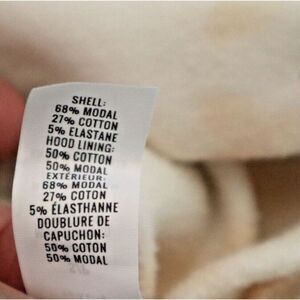 SHELL:
68% MODAL
27% COTTON
5% ELASTANE
HOOD LINING:
50% COTTON
50% MODAL
EXTÉRIEUR:
68% MODAL
27% COTON
5% ÉLASTHANNE
DOUBLURE DE
CAPUCHON:
50% COTON
50% MODAL